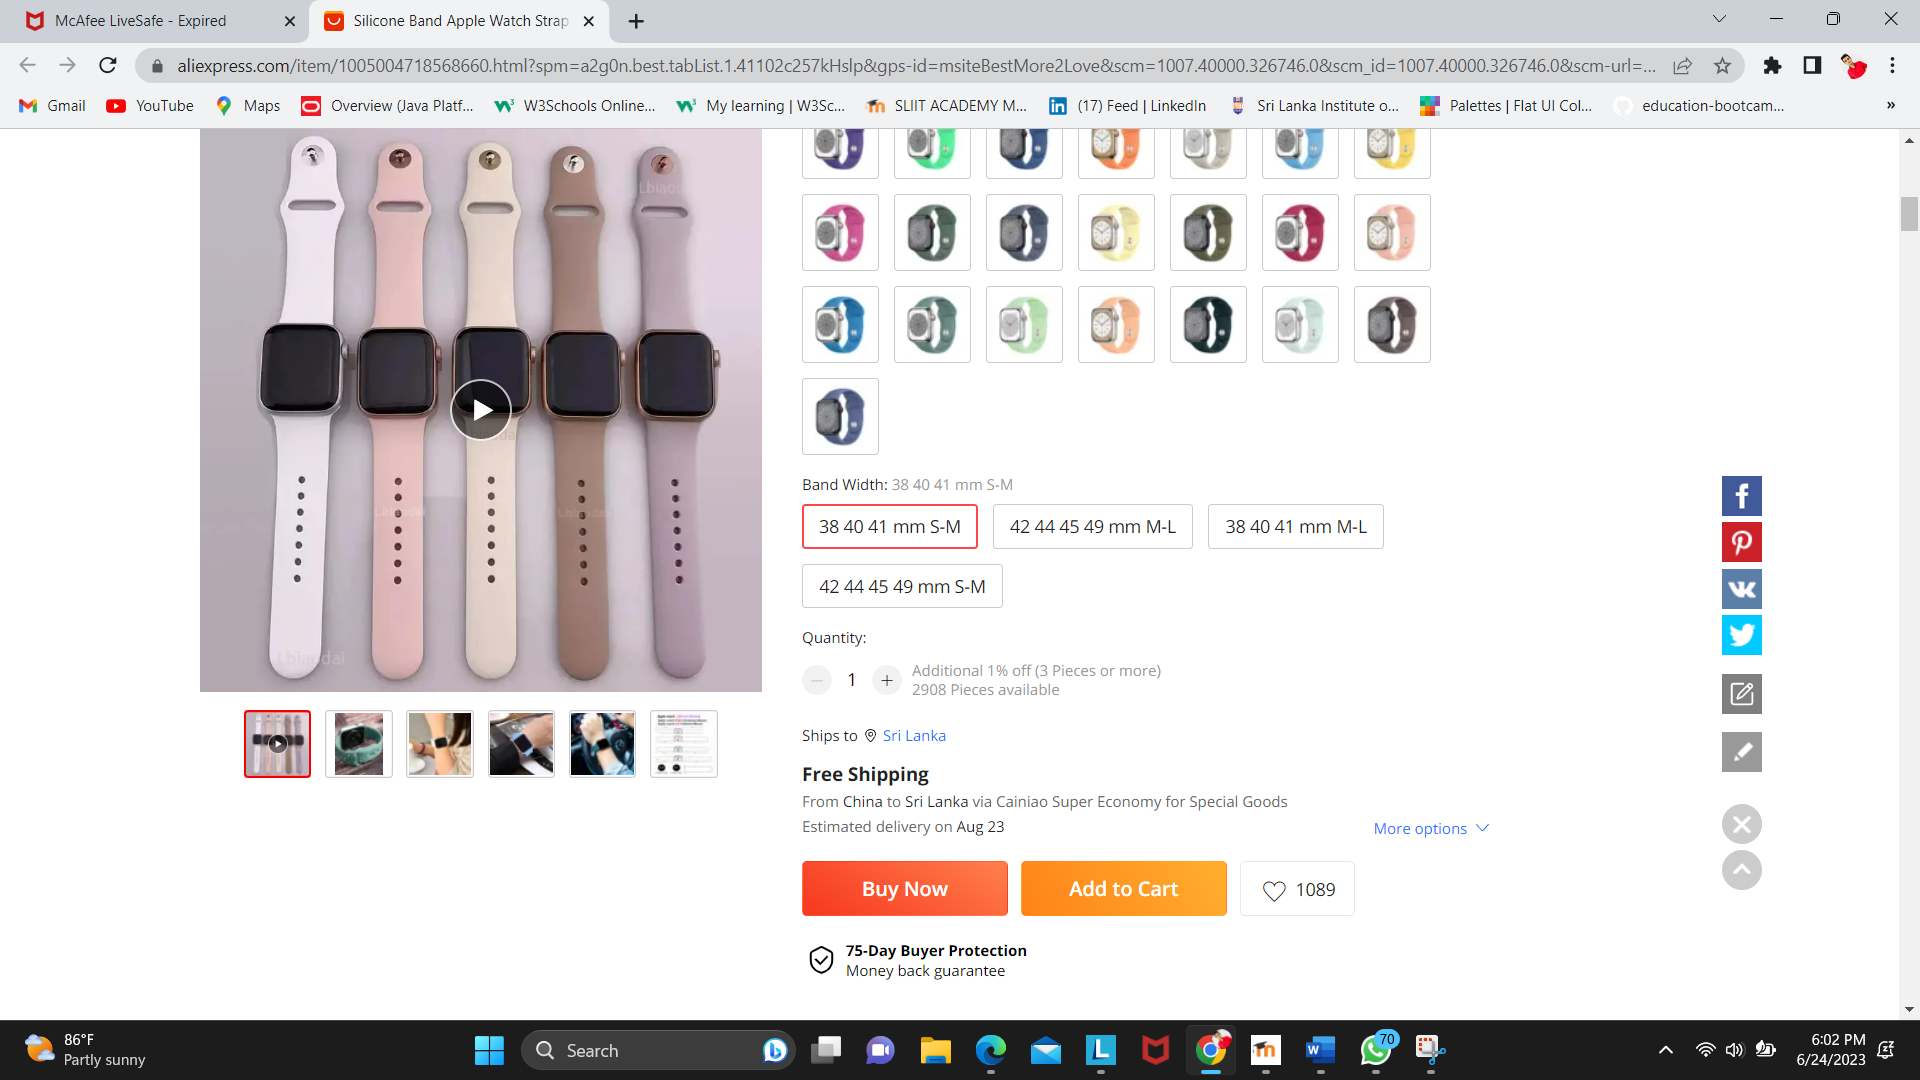 McAfee LiveSafe - Expired
Silicone Band Apple Watch Strap
aliexpress.com/item/1005004718568660.html?spm=a2g0n.best.tabList.1.41102c257kHslp&gps-id=msiteBestMore2Love&scm=1007.40000.326746.0&scm_id=1007.40000.326746.0&scm-url=...
Gmail
YouTube
Maps
Overview (Java Platf...
W3Schools Online...
My learning | W3Sc...
SLIIT ACADEMY M...
(17) Feed | LinkedIn
Sri Lanka Institute o...
Palettes | Flat UI Col...
education-bootcam...
»
Band Width: 38 40 41 mm S-M
38 40 41 mm S-M
42 44 45 49 mm M-L
38 40 41 mm M-L
42 44 45 49 mm S-M
Quantity:
1
Additional 1% off (3 Pieces or more)
2908 Pieces available
Ships to Sri Lanka
Free Shipping
From China to Sri Lanka via Cainiao Super Economy for Special Goods
Estimated delivery on Aug 23
More options
Buy Now
Add to Cart
1089
75-Day Buyer Protection
Money back guarantee
Lbiaodai
86°F
Partly sunny
Search
70
6:02 PM
6/24/2023